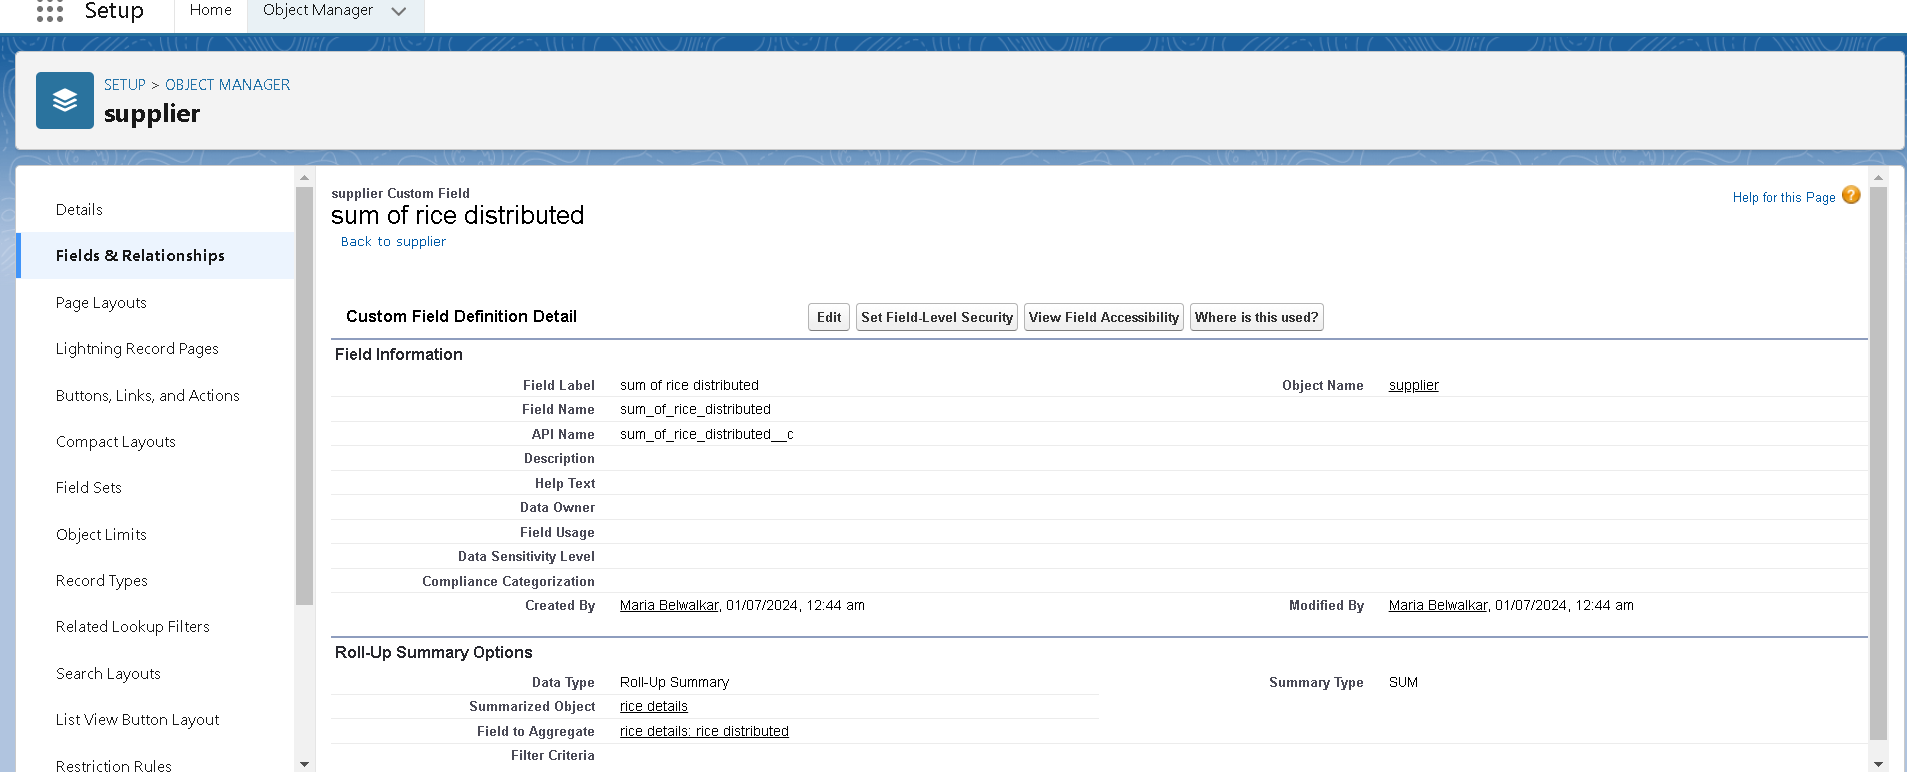 Setup Home Object Manager
SETUP > OBJECT MANAGER
supplier
Details
Fields & Relationships
Page Layouts
Lightning Record Pages
Buttons, Links, and Actions
Compact Layouts
Field Sets
Object Limits
Record Types
Related Lookup Filters
Search Layouts
List View Button Layout
Restriction Rules
supplier Custom Field
sum of rice distributed
Back to supplier
Help for this Page ?
Custom Field Definition Detail Edit Set Field-Level Security View Field Accessibility Where is this used?
Field Information
Field Label sum of rice distributed Object Name supplier
Field Name sum_of_rice_distributed
API Name sum_of_rice_distributed__c
Description
Help Text
Data Owner
Field Usage
Data Sensitivity Level
Compliance Categorization
Created By Maria Belwalkar, 01/07/2024, 12:44 am Modified By Maria Belwalkar, 01/07/2024, 12:44 am
Roll-Up Summary Options
Data Type Roll-Up Summary Summary Type SUM
Summarized Object rice details
Field to Aggregate rice details: rice distributed
Filter Criteria